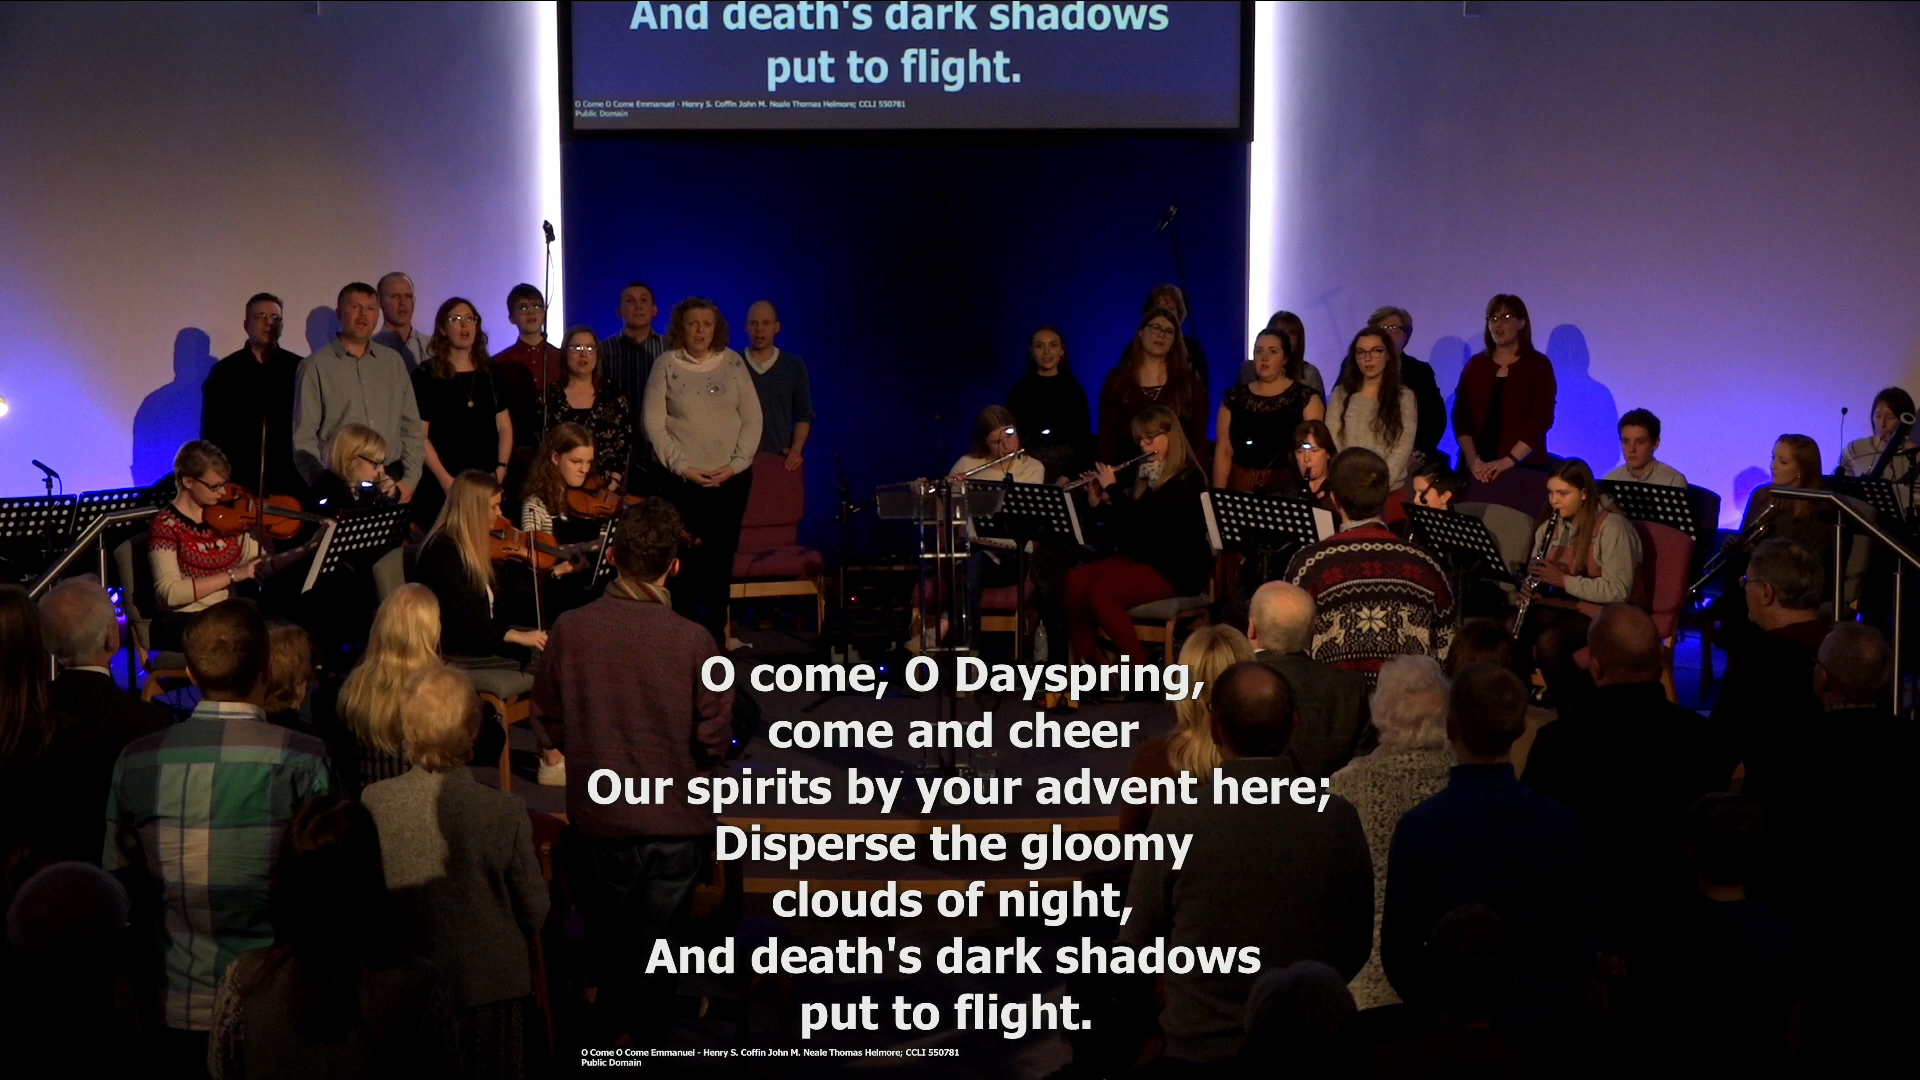 And death's dark shadows
put to flight.
O Come O Come Emmanuel - Henry S. Coffin John M. Neale Thomas Helmore; CCLI 550781
Public Domain
O come, O Dayspring,
come and cheer
Our spirits by your advent here;
Disperse the gloomy
clouds of night,
And death's dark shadows
put to flight.
O Come O Come Emmanuel - Henry S. Coffin John M. Neale Thomas Helmore; CCLI 550781
Public Domain